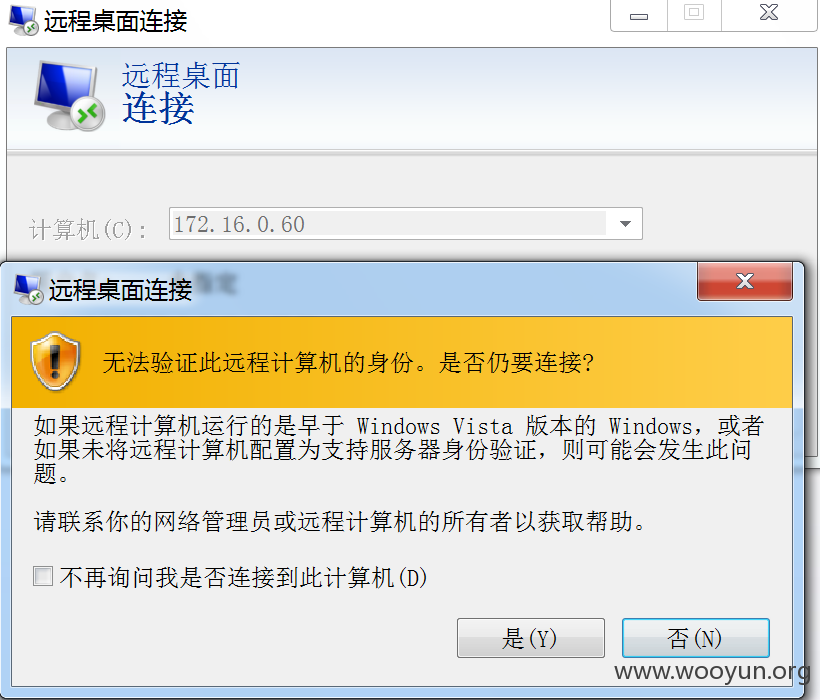 远程桌面连接
远程桌面
连接
计算机(C):
172.16.0.60
远程桌面连接
无法验证此远程计算机的身份。是否仍要连接?
如果远程计算机运行的是早于 Windows Vista 版本的 Windows，或者
如果未将远程计算机配置为支持服务器身份验证，则可能会发生此问
题。
请联系你的网络管理员或远程计算机的所有者以获取帮助。
不再询问我是否连接到此计算机(D)
是(Y)
否(N)
www.wooyun.org